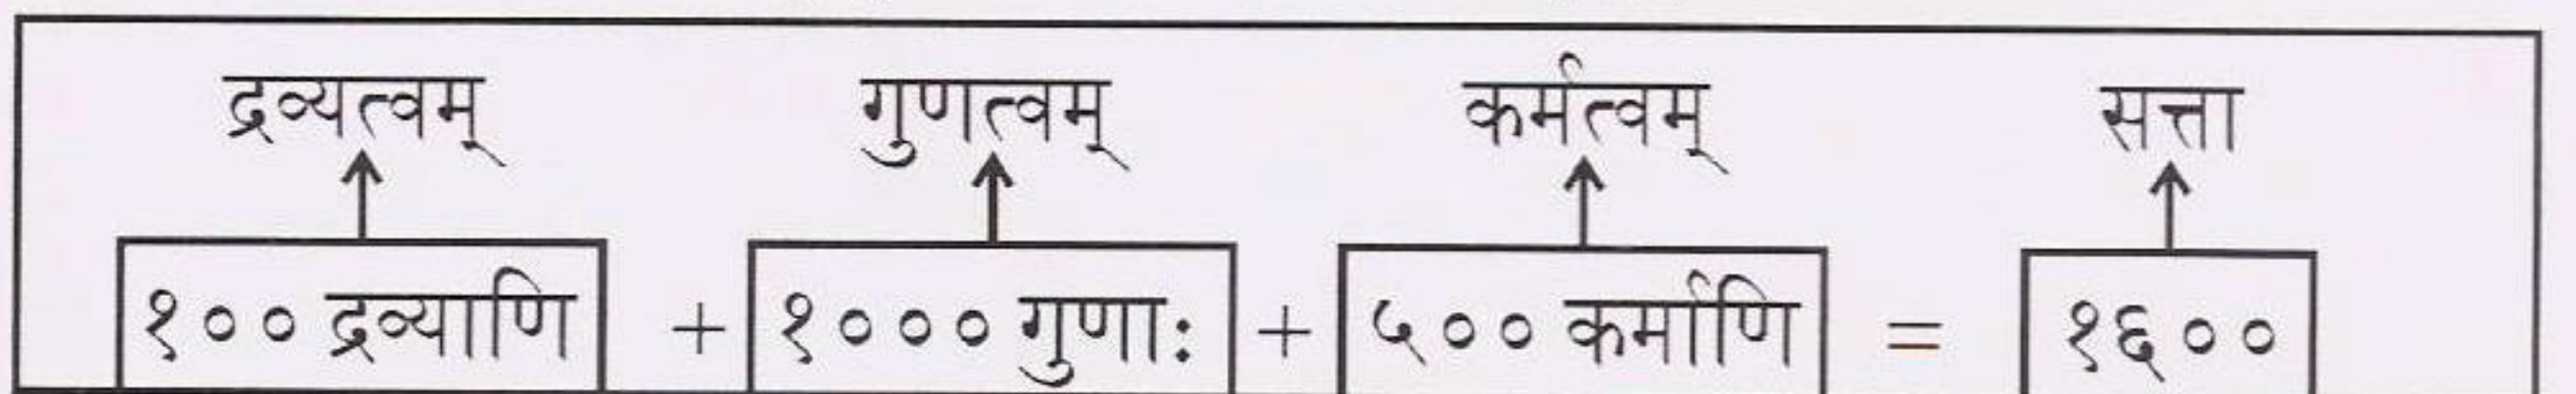 द्रव्यत्वम् गुणत्वम् कर्मत्वम् सत्ता
१०० द्रव्याणि + १००० गुणाः + ५०० कर्माणि = १६००